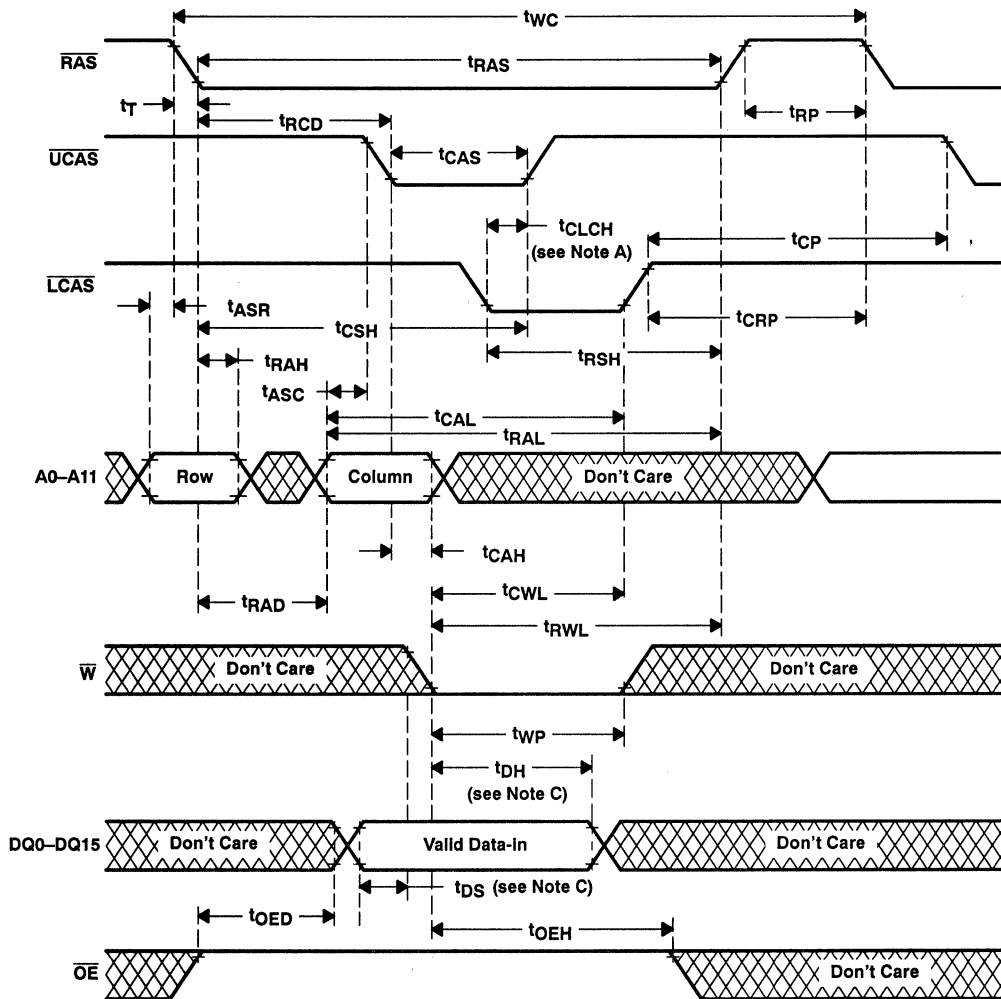 tWC
RAS
tRAS
tT
tRP
tRCD
UCAS
tCAS
tCLCH
(see Note A)
tCP
LCAS
tASR
tCSH
tCRP
tRSH
tRAH
tASC
tCAL
tRAL
A0–A11
Row
Column
Don't Care
tCAH
tCWL
tRAD
tRWL
W
Don't Care
Don't Care
tWP
tDH
(see Note C)
DQ0–DQ15
Don't Care
Valid Data-in
Don't Care
tDS (see Note C)
tOED
tOEH
OE
Don't Care